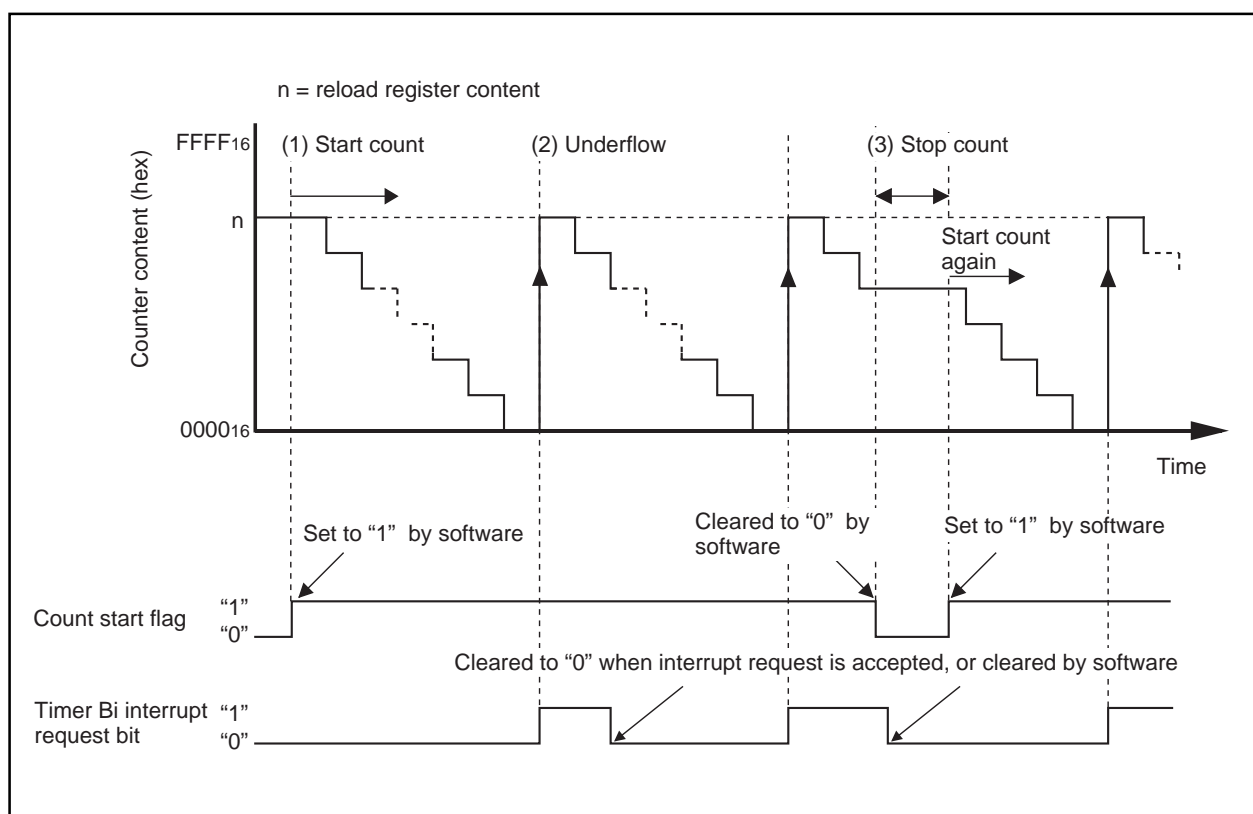 n = reload register content
FFFF16
(1) Start count
(2) Underflow
(3) Stop count
Counter content (hex)
n
Start count
again
000016
Time
Set to “1” by software
Cleared to “0” by
software
Set to “1” by software
Count start flag
“1”
“0”
Cleared to “0” when interrupt request is accepted, or cleared by software
Timer Bi interrupt
request bit
“1”
“0”